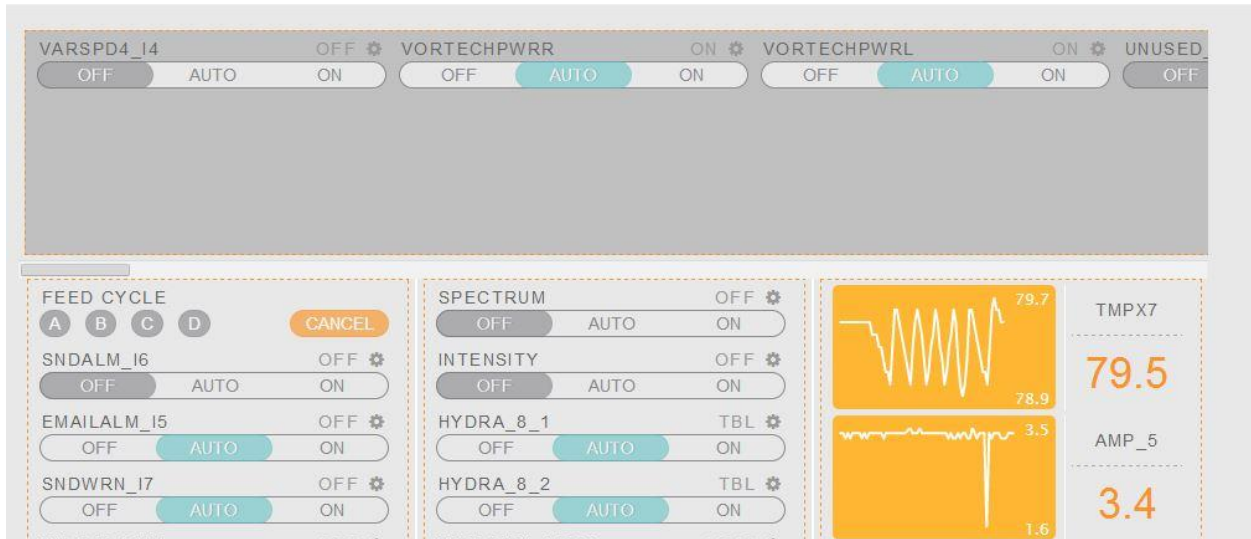 VARSPD4_I4 OFF VORTECHPWRR ON VORTECHPWRL ON UNUSED_
OFF AUTO ON OFF AUTO ON OFF AUTO ON OFF
FEED CYCLE
A B C D CANCEL
SNDALM_I6 OFF
OFF AUTO ON
EMAILALM_I5 OFF
OFF AUTO ON
SNDWRN_I7 OFF
OFF AUTO ON
SPECTRUM OFF
OFF AUTO ON
INTENSITY OFF
OFF AUTO ON
HYDRA_8_1 TBL
OFF AUTO ON
HYDRA_8_2 TBL
OFF AUTO ON
79.7
78.9
TMPX7
79.5
3.5
1.6
AMP_5
3.4